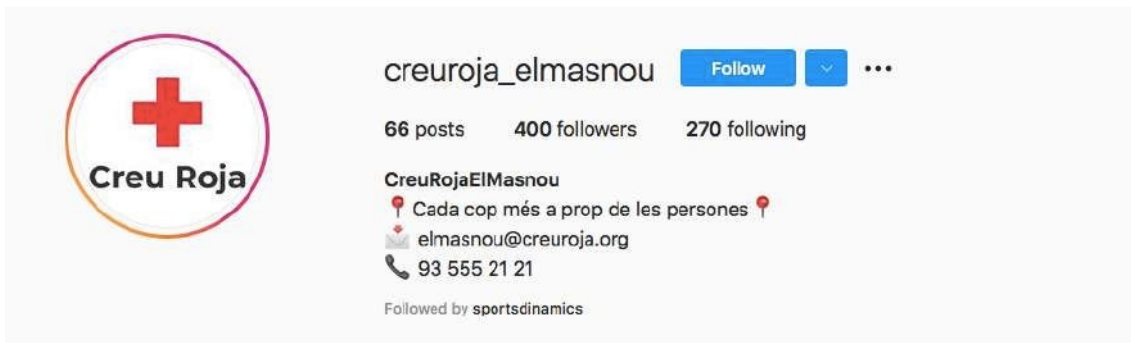 Creu Roja
creuroja_elmasnou Follow
66 posts 400 followers 270 following
CreuRojaElMasnou
📍 Cada cop més a prop de les persones 📍
📩 elmasnou@creuroja.org
📞 93 555 21 21
Followed by sportsdinamics